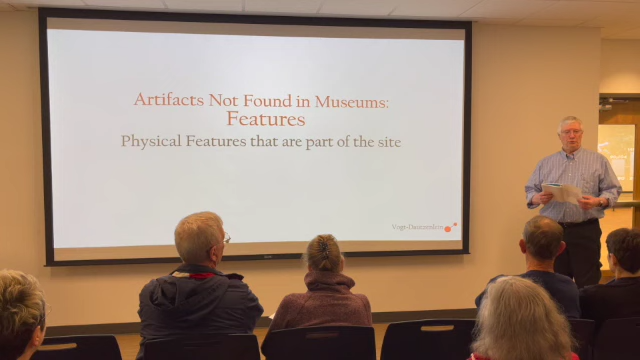 Artifacts Not Found in Museums:
Features
Physical Features that are part of the site